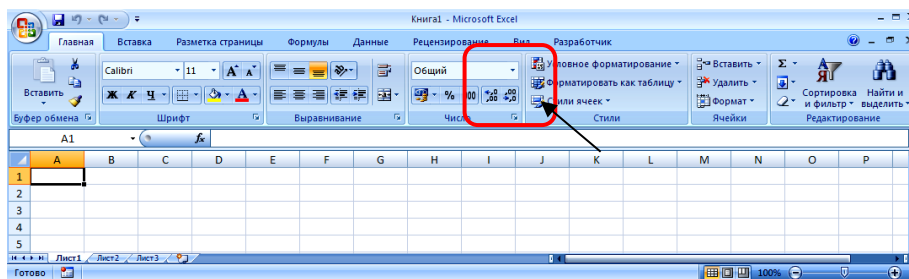 Книга1 - Microsoft Excel
Главная Вставка Разметка страницы Формулы Данные Рецензирование Вид Разработчик
Вставить
Буфер обмена
Calibri 11
Ж К Ч
Шрифт
Выравнивание
Общий
% 000
Число
Условное форматирование
Форматировать как таблицу
Стили ячеек
Стили
Вставить
Удалить
Формат
Ячейки
Σ
Сортировка и фильтр
Найти и выделить
Редактирование
A1 fx
A B C D E F G H I J K L M N O P
1
2
3
4
5
Лист1 Лист2 Лист3
Готово 100%